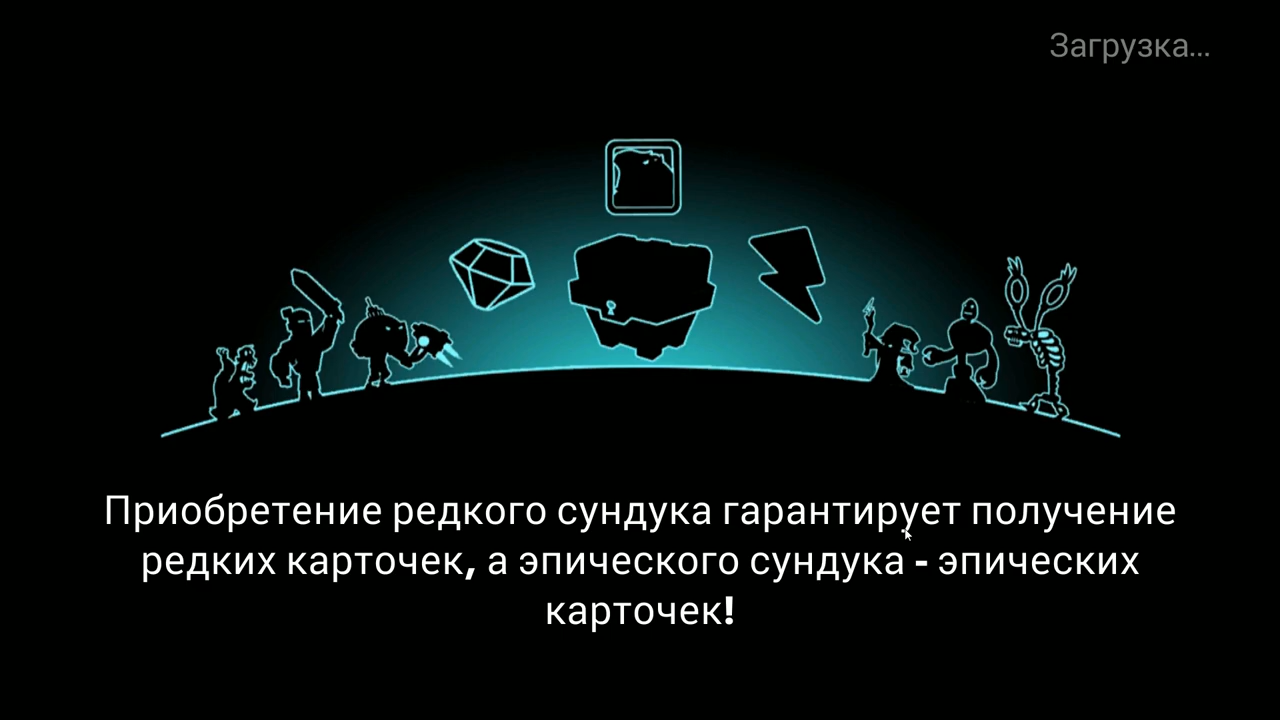 Загрузка...
Приобретение редкого сундука гарантирует получение
редких карточек, а эпического сундука - эпических
карточек!